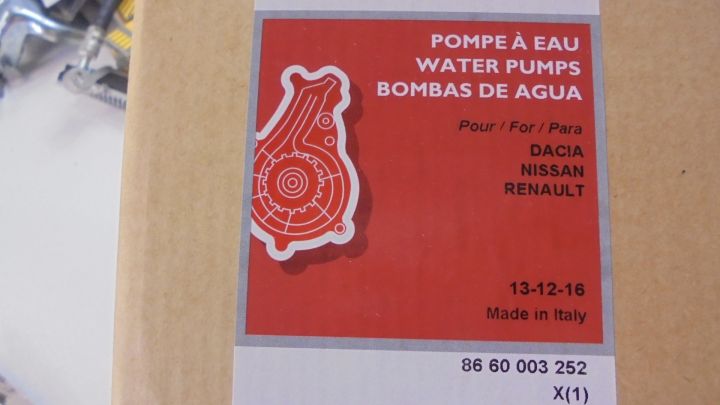 POMPE À EAU
WATER PUMPS
BOMBAS DE AGUA
Pour / For / Para
DACIA
NISSAN
RENAULT
13-12-16
Made in Italy
86 60 003 252
X(1)